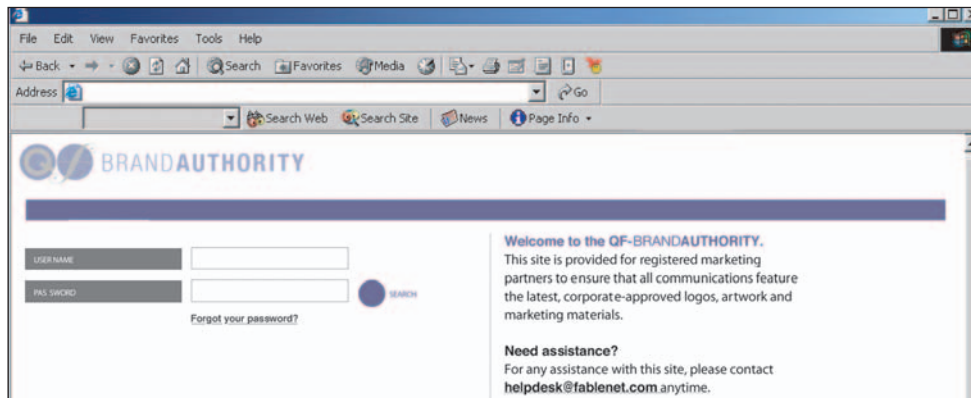 File Edit View Favorites Tools Help
Back Search Favorites Media
Address Go
Search Web Search Site News Page Info
QF BRANDAUTHORITY
Welcome to the QF-BRANDAUTHORITY.
This site is provided for registered marketing
partners to ensure that all communications feature
the latest, corporate-approved logos, artwork and
marketing materials.
USER NAME
PAS SWORD
SEARCH
Forgot your password?
Need assistance?
For any assistance with this site, please contact
helpdesk@fablenet.com anytime.